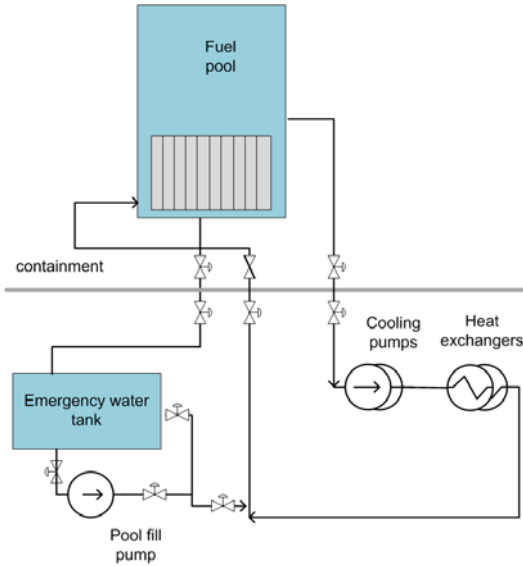 Fuel
pool
containment
Cooling
pumps
Heat
exchangers
Emergency water
tank
Pool fill
pump